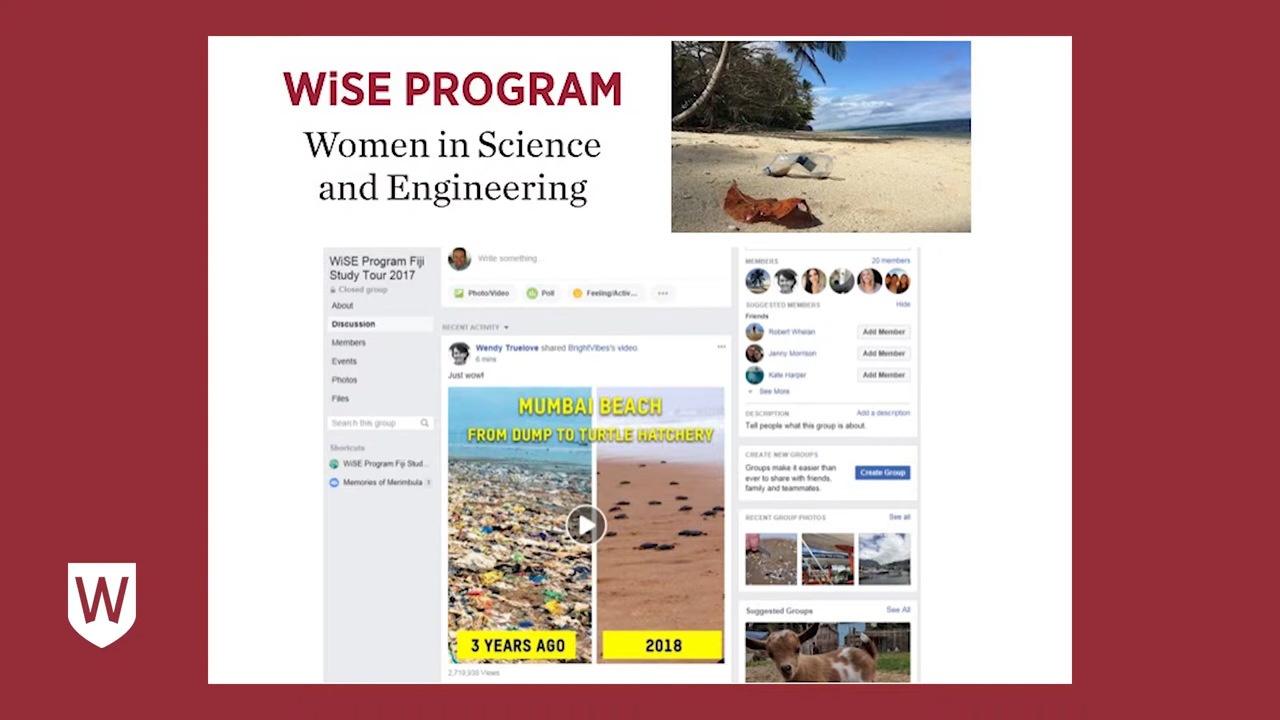 WiSE PROGRAM
Women in Science
and Engineering
WiSE Program Fiji
Study Tour 2017
Closed group
About
Discussion
Members
Events
Photos
Files
Search this group
Shortcuts
WiSE Program Fiji Stud...
Memories of Merimbula 1
Write something...
Photo/Video
Poll
Feeling/Activ...
RECENT ACTIVITY
Wendy Truelove shared BrightVibes's video.
6 mins
Just wow!
MUMBAI BEACH
FROM DUMP TO TURTLE HATCHERY
3 YEARS AGO
2018
2,719,935 Views
MEMBERS
20 members
SUGGESTED MEMBERS
Hide
Friends
Robert Whelan
Add Member
Jenny Morrison
Add Member
Kate Harper
Add Member
See More
DESCRIPTION
Add a description
Tell people what this group is about.
CREATE NEW GROUPS
Groups make it easier than
ever to share with friends,
family and teammates.
Create Group
RECENT GROUP PHOTOS
See all
Suggested Groups
See All
W